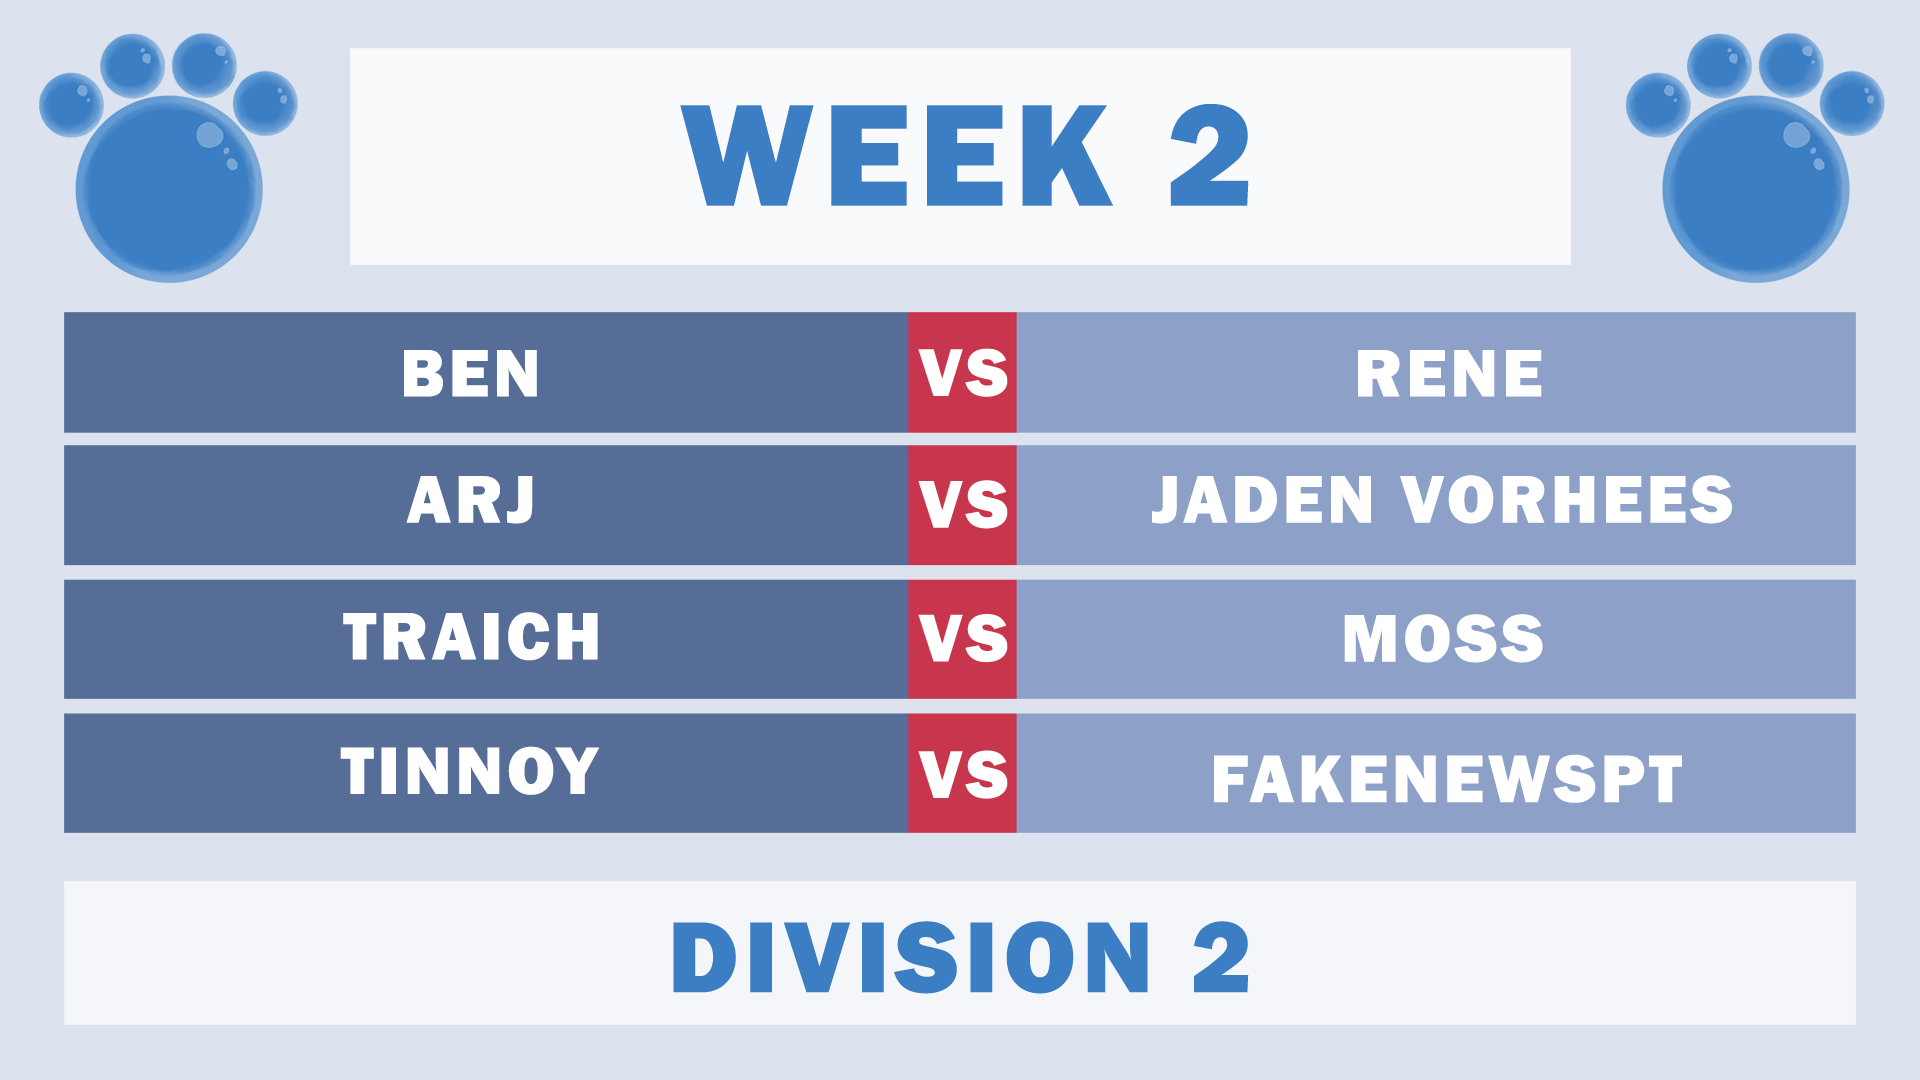 WEEK 2
BEN VS RENE
ARJ VS JADEN VORHEES
TRAICH VS MOSS
TINNOY VS FAKENEWSPT
DIVISION 2